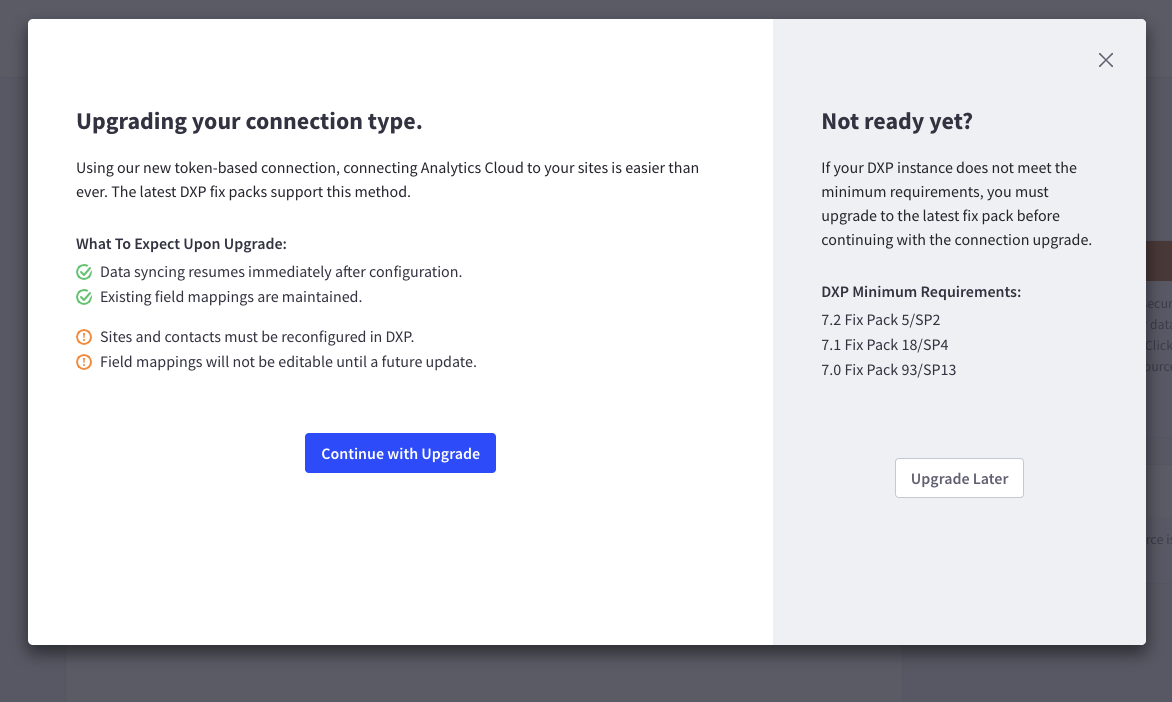 Upgrading your connection type.
Using our new token-based connection, connecting Analytics Cloud to your sites is easier than
ever. The latest DXP fix packs support this method.
What To Expect Upon Upgrade:
Data syncing resumes immediately after configuration.
Existing field mappings are maintained.
Sites and contacts must be reconfigured in DXP.
Field mappings will not be editable until a future update.
Continue with Upgrade
Not ready yet?
If your DXP instance does not meet the
minimum requirements, you must
upgrade to the latest fix pack before
continuing with the connection upgrade.
DXP Minimum Requirements:
7.2 Fix Pack 5/SP2
7.1 Fix Pack 18/SP4
7.0 Fix Pack 93/SP13
Upgrade Later